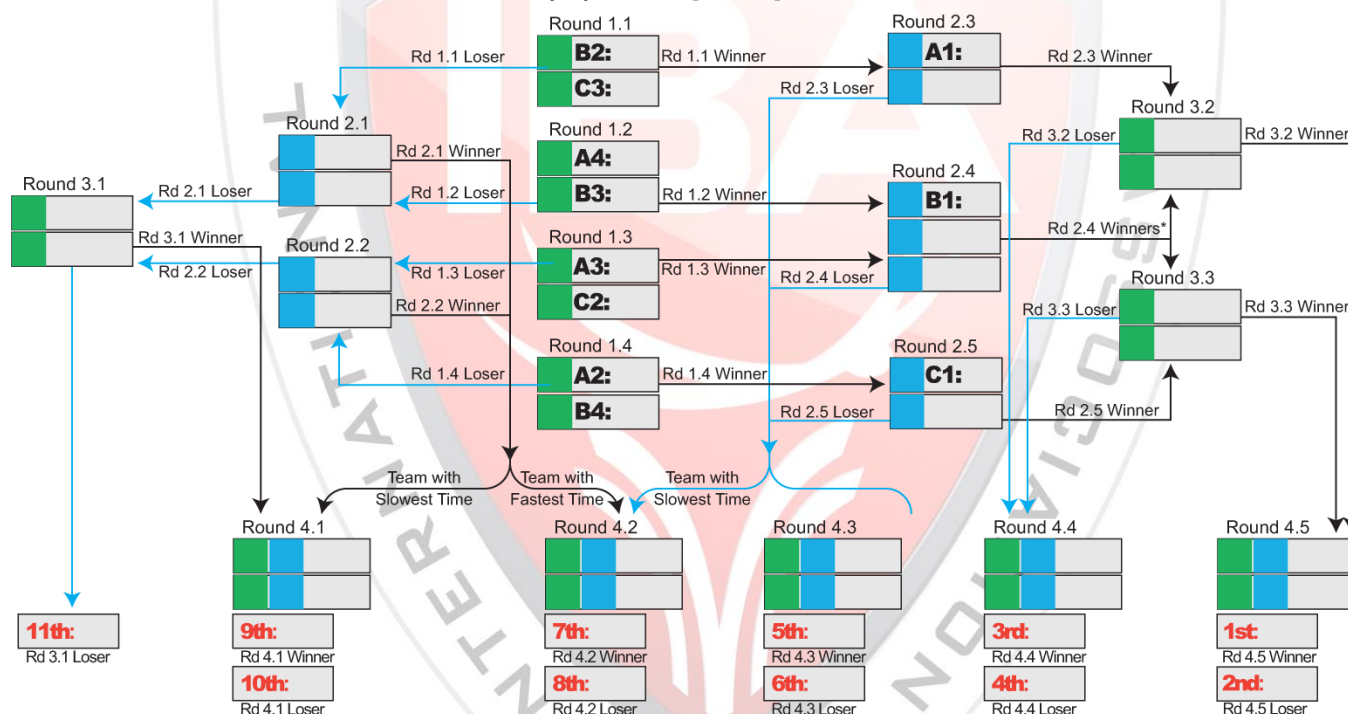 Round 1.1
B2:
C3:
Rd 1.1 Loser
Rd 1.1 Winner
Round 2.3
A1:
Rd 2.3 Winner
Rd 2.3 Loser
Round 2.1
Rd 2.1 Winner
Round 1.2
A4:
B3:
Rd 1.2 Loser
Rd 1.2 Winner
Round 3.2
Rd 3.2 Loser
Rd 3.2 Winner
Round 3.1
Rd 2.1 Loser
Rd 3.1 Winner
Rd 2.2 Loser
Round 2.4
B1:
Rd 2.4 Winners*
Rd 2.4 Loser
Round 2.2
Rd 2.2 Winner
Round 1.3
A3:
C2:
Rd 1.3 Loser
Rd 1.3 Winner
Round 3.3
Rd 3.3 Loser
Rd 3.3 Winner
Round 1.4
A2:
B4:
Rd 1.4 Loser
Rd 1.4 Winner
Round 2.5
C1:
Rd 2.5 Loser
Rd 2.5 Winner
Team with
Slowest Time
Team with
Fastest Time
Team with
Slowest Time
Round 4.1
Round 4.2
Round 4.3
Round 4.4
Round 4.5
11th:
Rd 3.1 Loser
9th:
Rd 4.1 Winner
10th:
Rd 4.1 Loser
7th:
Rd 4.2 Winner
8th:
Rd 4.2 Loser
5th:
Rd 4.3 Winner
6th:
Rd 4.3 Loser
3rd:
Rd 4.4 Winner
4th:
Rd 4.4 Loser
1st:
Rd 4.5 Winner
2nd:
Rd 4.5 Loser
IBA